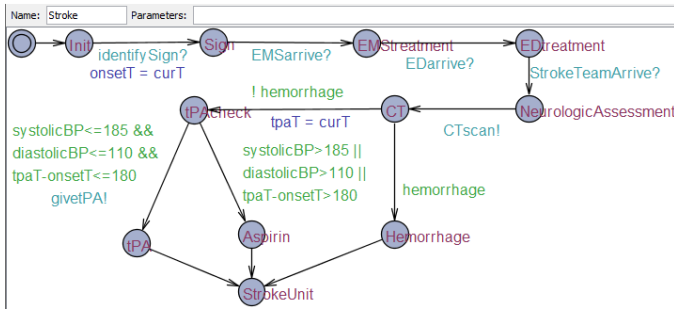 Name: Stroke Parameters:
Init
Sign
EMStreatment
EDtreatment
identifySign?
EMSarrive?
EDarrive?
onsetT = curT
StrokeTeamArrive?
! hemorrhage
tPAcheck
CT
NeurologicAssessment
tpaT = curT
CTscan!
systolicBP<=185 &&
diastolicBP<=110 &&
tpaT-onsetT<=180
givetPA!
systolicBP>185 ||
diastolicBP>110 ||
tpaT-onsetT>180
hemorrhage
tPA
Aspirin
Hemorrhage
StrokeUnit